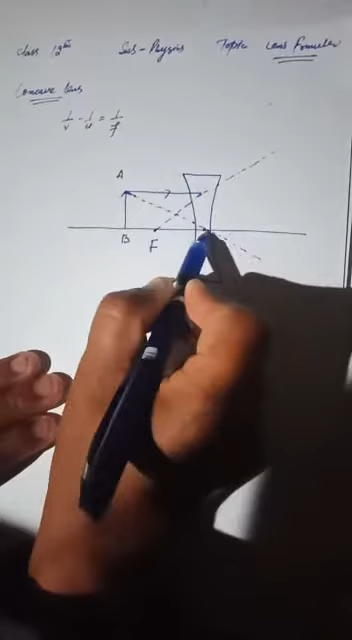 Class 12th Sub - Physics Topic Lens Formula
Concave lens
1/v - 1/u = 1/f
A
B F